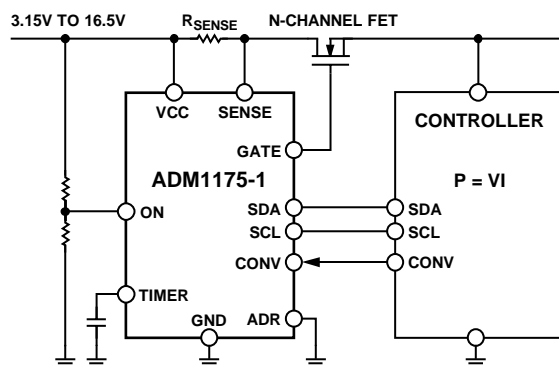 3.15V TO 16.5V
RSENSE
N-CHANNEL FET
VCC
SENSE
CONTROLLER
GATE
ADM1175-1
P = VI
SDA
SDA
ON
SCL
SCL
CONV
CONV
TIMER
GND
ADR